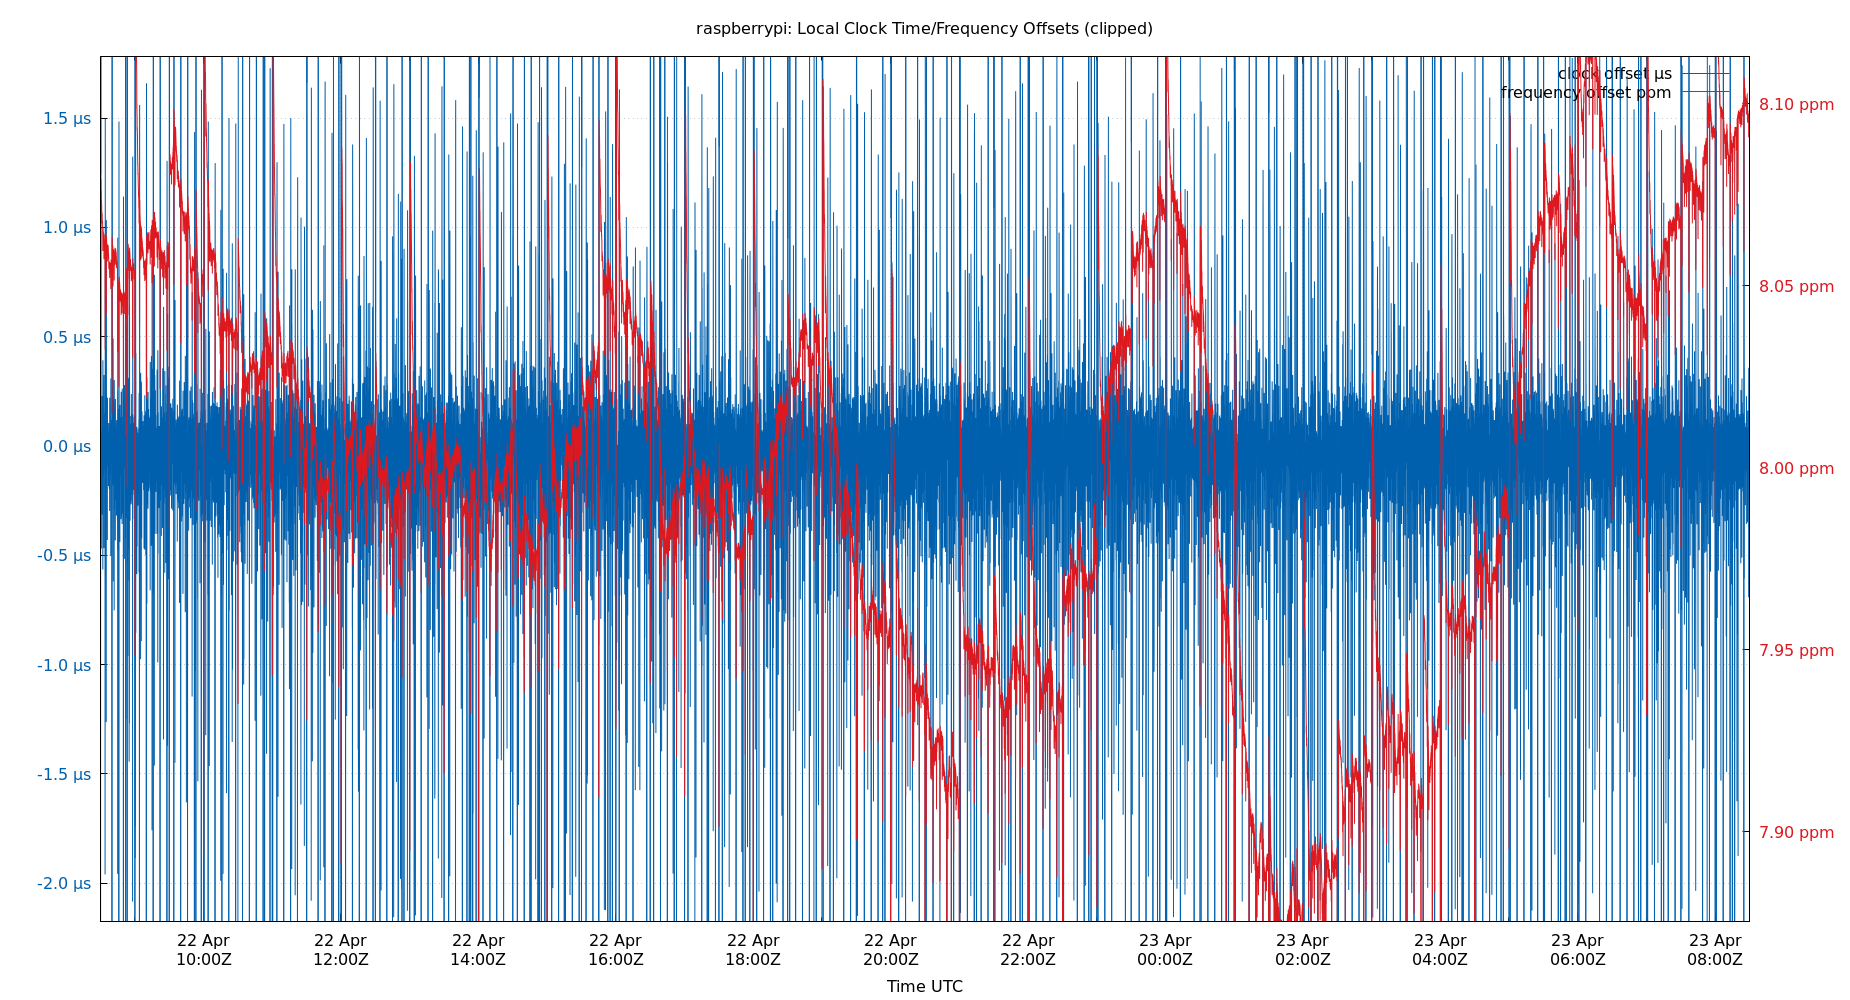 raspberrypi: Local Clock Time/Frequency Offsets (clipped)
clock offset µs
frequency offset ppm
1.5 µs
1.0 µs
0.5 µs
0.0 µs
-0.5 µs
-1.0 µs
-1.5 µs
-2.0 µs
8.10 ppm
8.05 ppm
8.00 ppm
7.95 ppm
7.90 ppm
22 Apr 22 Apr 22 Apr 22 Apr 22 Apr 22 Apr 22 Apr 23 Apr 23 Apr 23 Apr 23 Apr 23 Apr
10:00Z 12:00Z 14:00Z 16:00Z 18:00Z 20:00Z 22:00Z 00:00Z 02:00Z 04:00Z 06:00Z 08:00Z
Time UTC